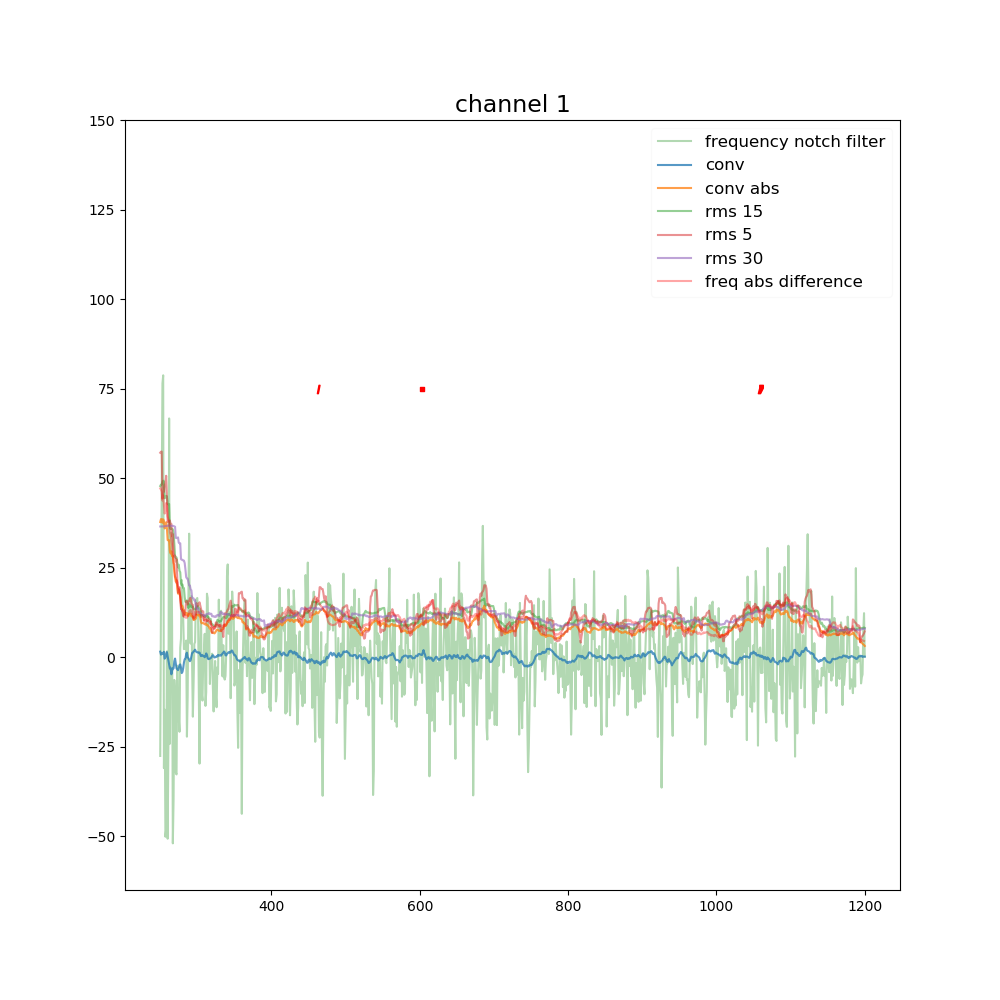 channel 1
150
125
100
75
50
25
0
−25
−50
400 600 800 1000 1200
frequency notch filter
conv
conv abs
rms 15
rms 5
rms 30
freq abs difference